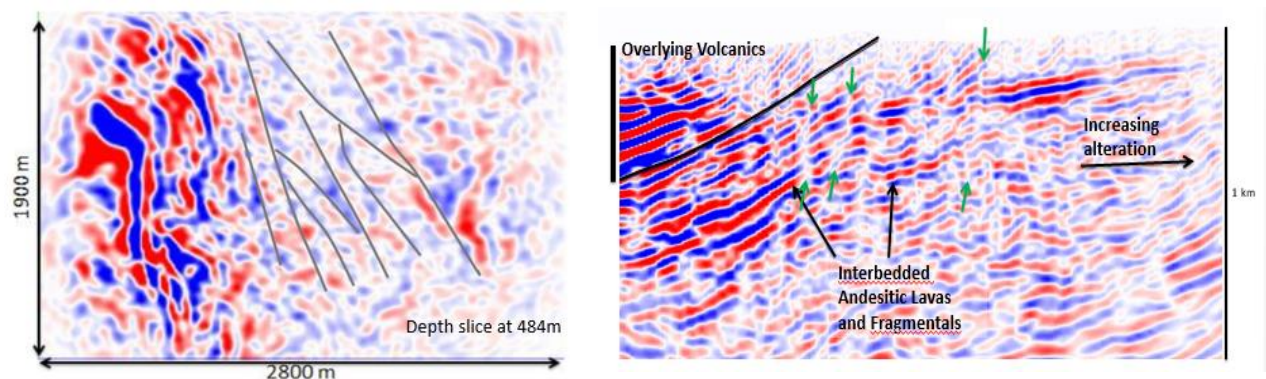 1900 m
Depth slice at 484m
2800 m
Overlying Volcanics
Increasing
alteration
1 km
Interbedded
Andesitic Lavas
and Fragmentals